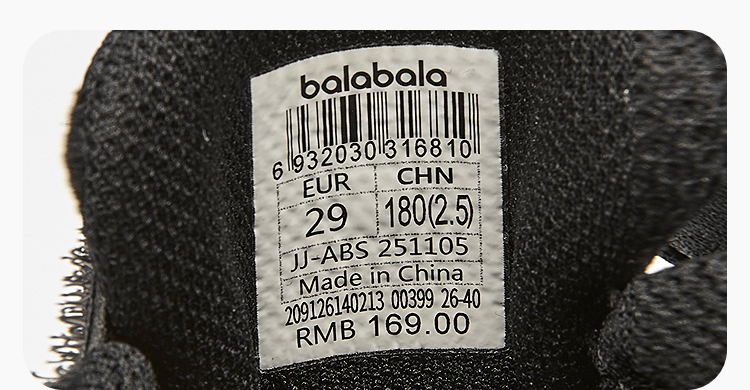 balabala
6 932030 316810
EUR CHN
29 180(2.5)
JJ-ABS 251105
Made in China
209126140213 00399 26-40
RMB 169.00